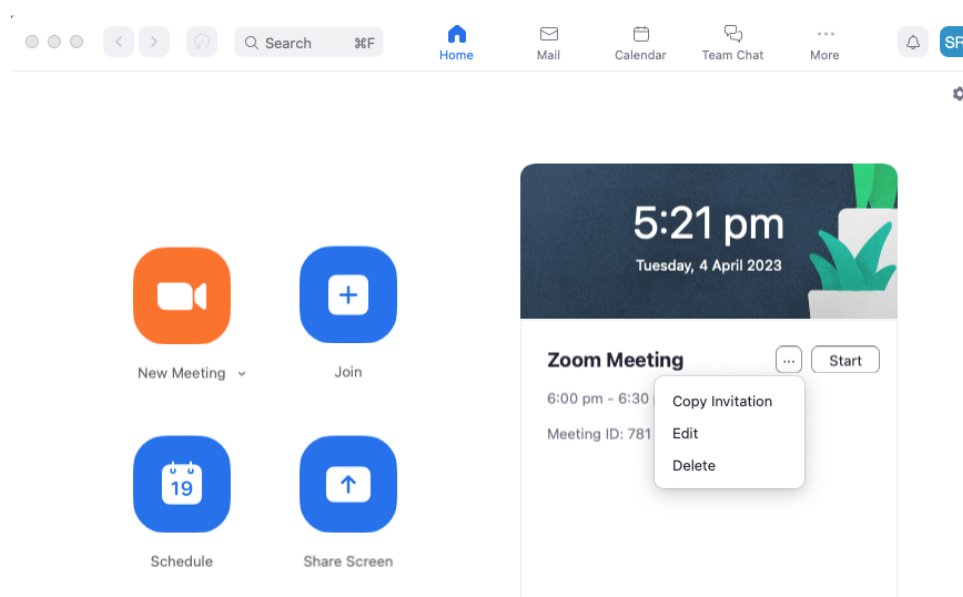 Search ⌘F
Home
Mail
Calendar
Team Chat
More
SR
5:21 pm
Tuesday, 4 April 2023
New Meeting
Join
19
Schedule
Share Screen
Zoom Meeting
... Start
6:00 pm - 6:30
Meeting ID: 781
Copy Invitation
Edit
Delete